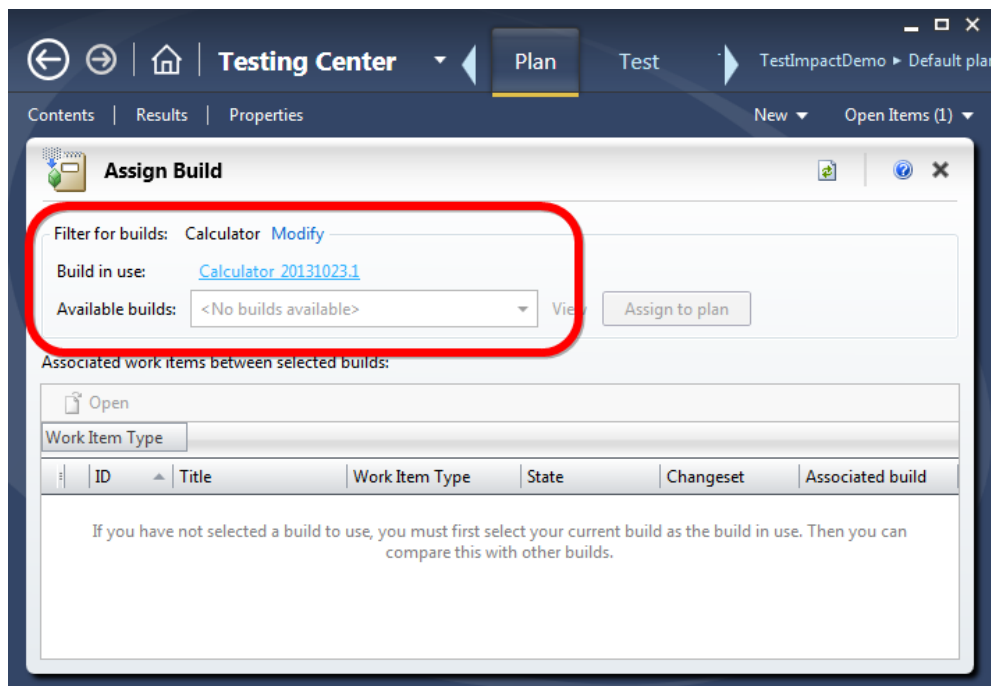 Testing Center Plan Test TestImpactDemo ▸ Default plan
Contents | Results | Properties New Open Items (1)
Assign Build
Filter for builds: Calculator Modify
Build in use: Calculator_20131023.1
Available builds: <No builds available> View Assign to plan
Associated work items between selected builds:
Open
Work Item Type
ID Title Work Item Type State Changeset Associated build
If you have not selected a build to use, you must first select your current build as the build in use. Then you can
compare this with other builds.